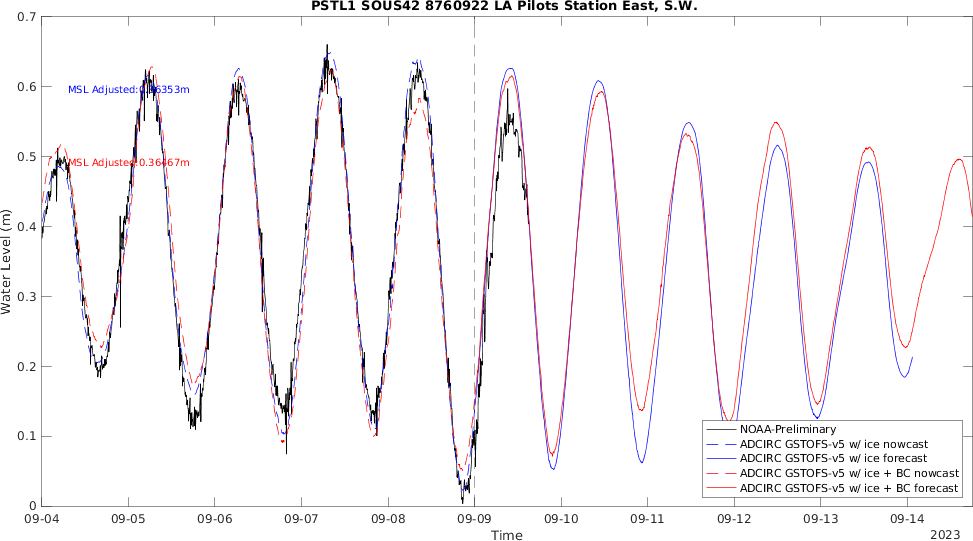 PSTL1 SOUS42 8760922 LA Pilots Station East, S.W.
0.7
0.6
0.5
0.4
0.3
0.2
0.1
0
Water Level (m)
MSL Adjusted:0.36353m
MSL Adjusted:0.36467m
NOAA-Preliminary
ADCIRC GSTOFS-v5 w/ ice nowcast
ADCIRC GSTOFS-v5 w/ ice forecast
ADCIRC GSTOFS-v5 w/ ice + BC nowcast
ADCIRC GSTOFS-v5 w/ ice + BC forecast
09-04 09-05 09-06 09-07 09-08 09-09 09-10 09-11 09-12 09-13 09-14
Time
2023